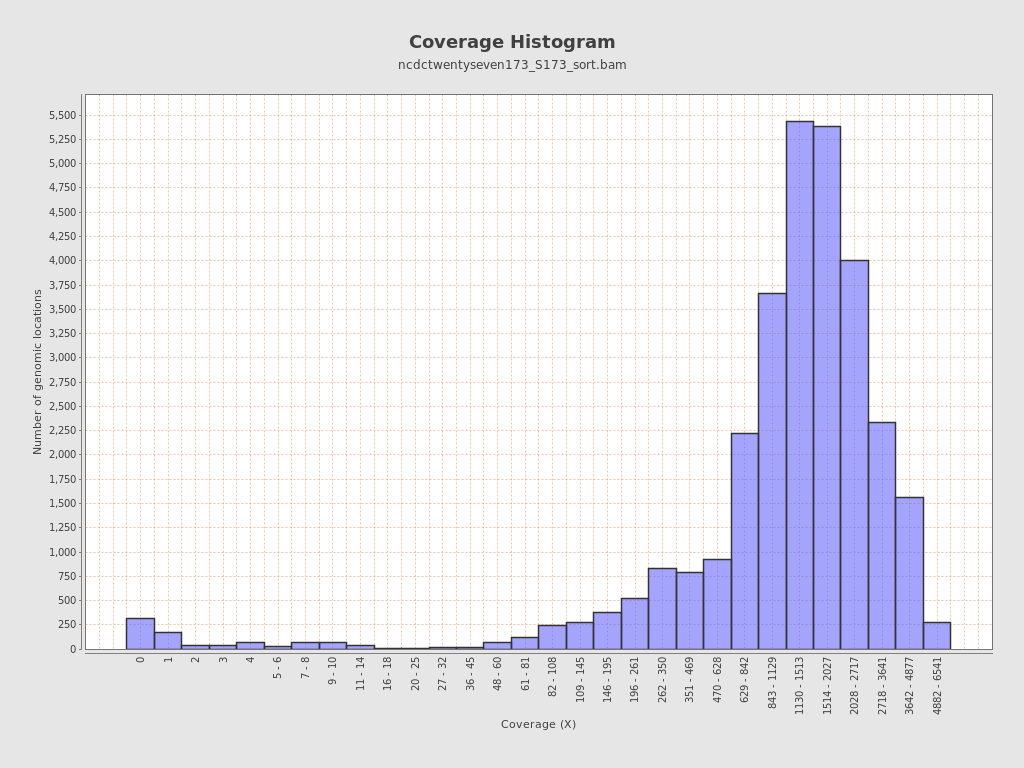 Coverage Histogram
ncdctwentyseven173_S173_sort.bam
Number of genomic locations
5,500
5,250
5,000
4,750
4,500
4,250
4,000
3,750
3,500
3,250
3,000
2,750
2,500
2,250
2,000
1,750
1,500
1,250
1,000
750
500
250
0
0
1
2
3
4
5 - 6
7 - 8
9 - 10
11 - 14
16 - 18
20 - 25
27 - 32
36 - 45
48 - 60
61 - 81
82 - 108
109 - 145
146 - 195
196 - 261
262 - 350
351 - 469
470 - 628
629 - 842
843 - 1129
1130 - 1513
1514 - 2027
2028 - 2717
2718 - 3641
3642 - 4877
4882 - 6541
Coverage (X)